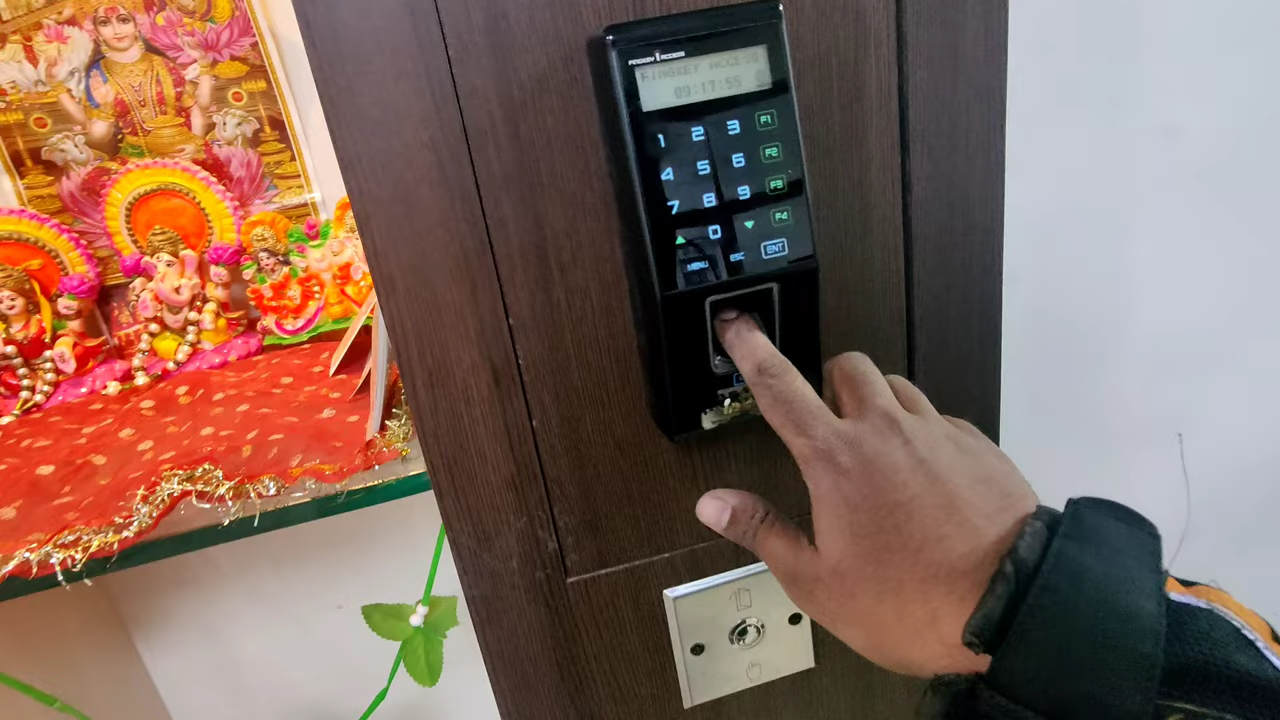 FINGKEY ACCESS
FINGKEY ACCESS
09:17:55
1 2 3 F1
4 5 6 F2
7 8 9 F3
▲ 0 ▼ F4
MENU ESC ENT